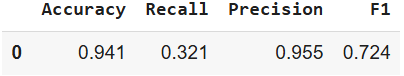 Accuracy Recall Precision F1
0 0.941 0.321 0.955 0.724